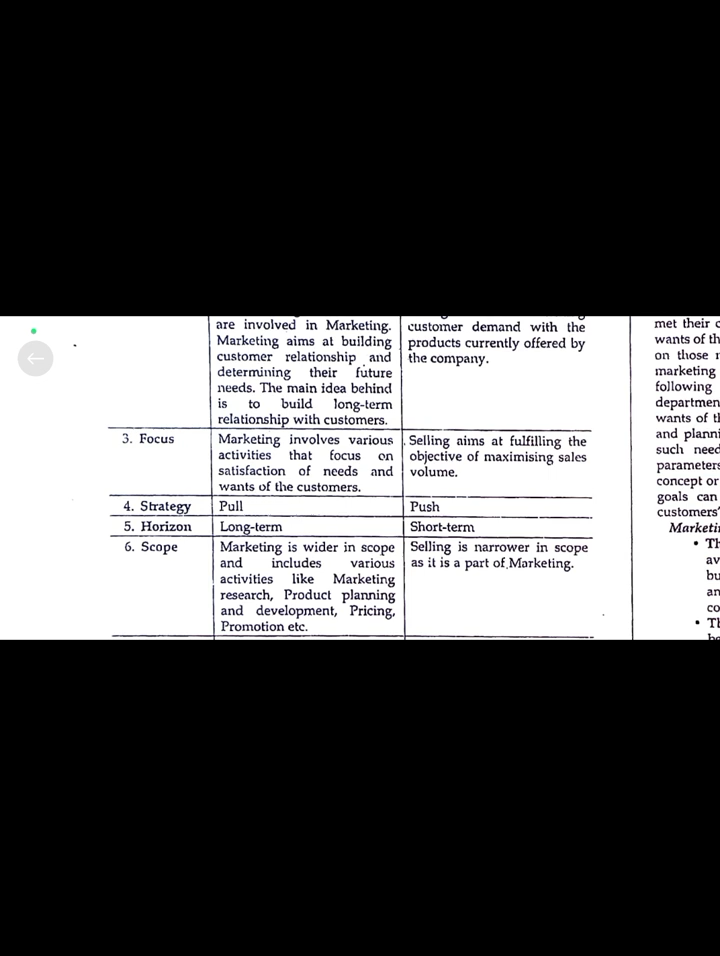 are involved in Marketing.
Marketing aims at building
customer relationship and
determining their future
needs. The main idea behind
is to build long-term
relationship with customers.
customer demand with the
products currently offered by
the company.
3. Focus
Marketing involves various
activities that focus on
satisfaction of needs and
wants of the customers.
Selling aims at fulfilling the
objective of maximising sales
volume.
4. Strategy
Pull
Push
5. Horizon
Long-term
Short-term
6. Scope
Marketing is wider in scope
and includes various
activities like Marketing
research, Product planning
and development, Pricing,
Promotion etc.
Selling is narrower in scope
as it is a part of Marketing.
met their
wants of
on those
marketing
following
wants of
and
such
concept or
goals can
customers'